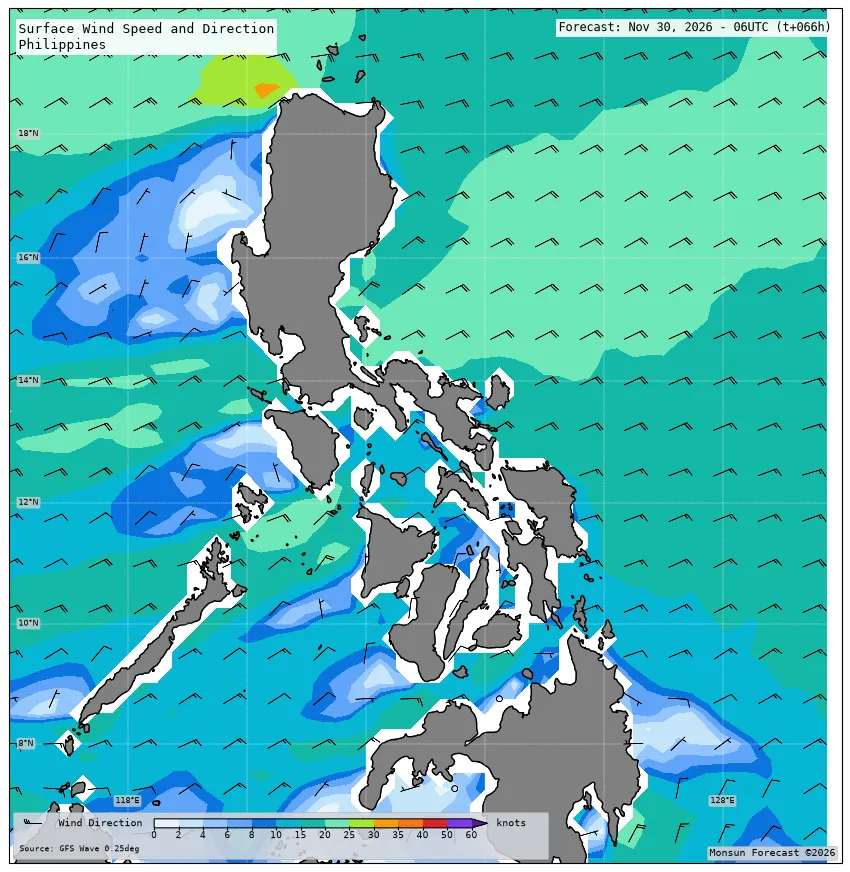 Surface Wind Speed and Direction
Philippines
Forecast: Nov 30, 2026 - 06UTC (t+066h)
18°N
16°N
14°N
12°N
10°N
8°N
118°E
128°E
Wind Direction
0 2 4 6 8 10 15 20 25 30 35 40 50 60
knots
Source: GFS Wave 0.25deg
Monsun Forecast ©2026